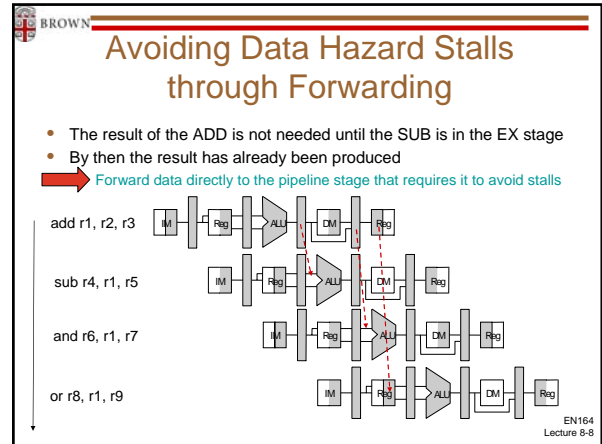 BROWN
Avoiding Data Hazard Stalls
through Forwarding
• The result of the ADD is not needed until the SUB is in the EX stage
• By then the result has already been produced
Forward data directly to the pipeline stage that requires it to avoid stalls
add r1, r2, r3 IM Reg ALU DM Reg
sub r4, r1, r5 IM Reg ALU DM Reg
and r6, r1, r7 IM Reg ALU DM Reg
or r8, r1, r9 IM Reg ALU DM Reg
EN164
Lecture 8-8